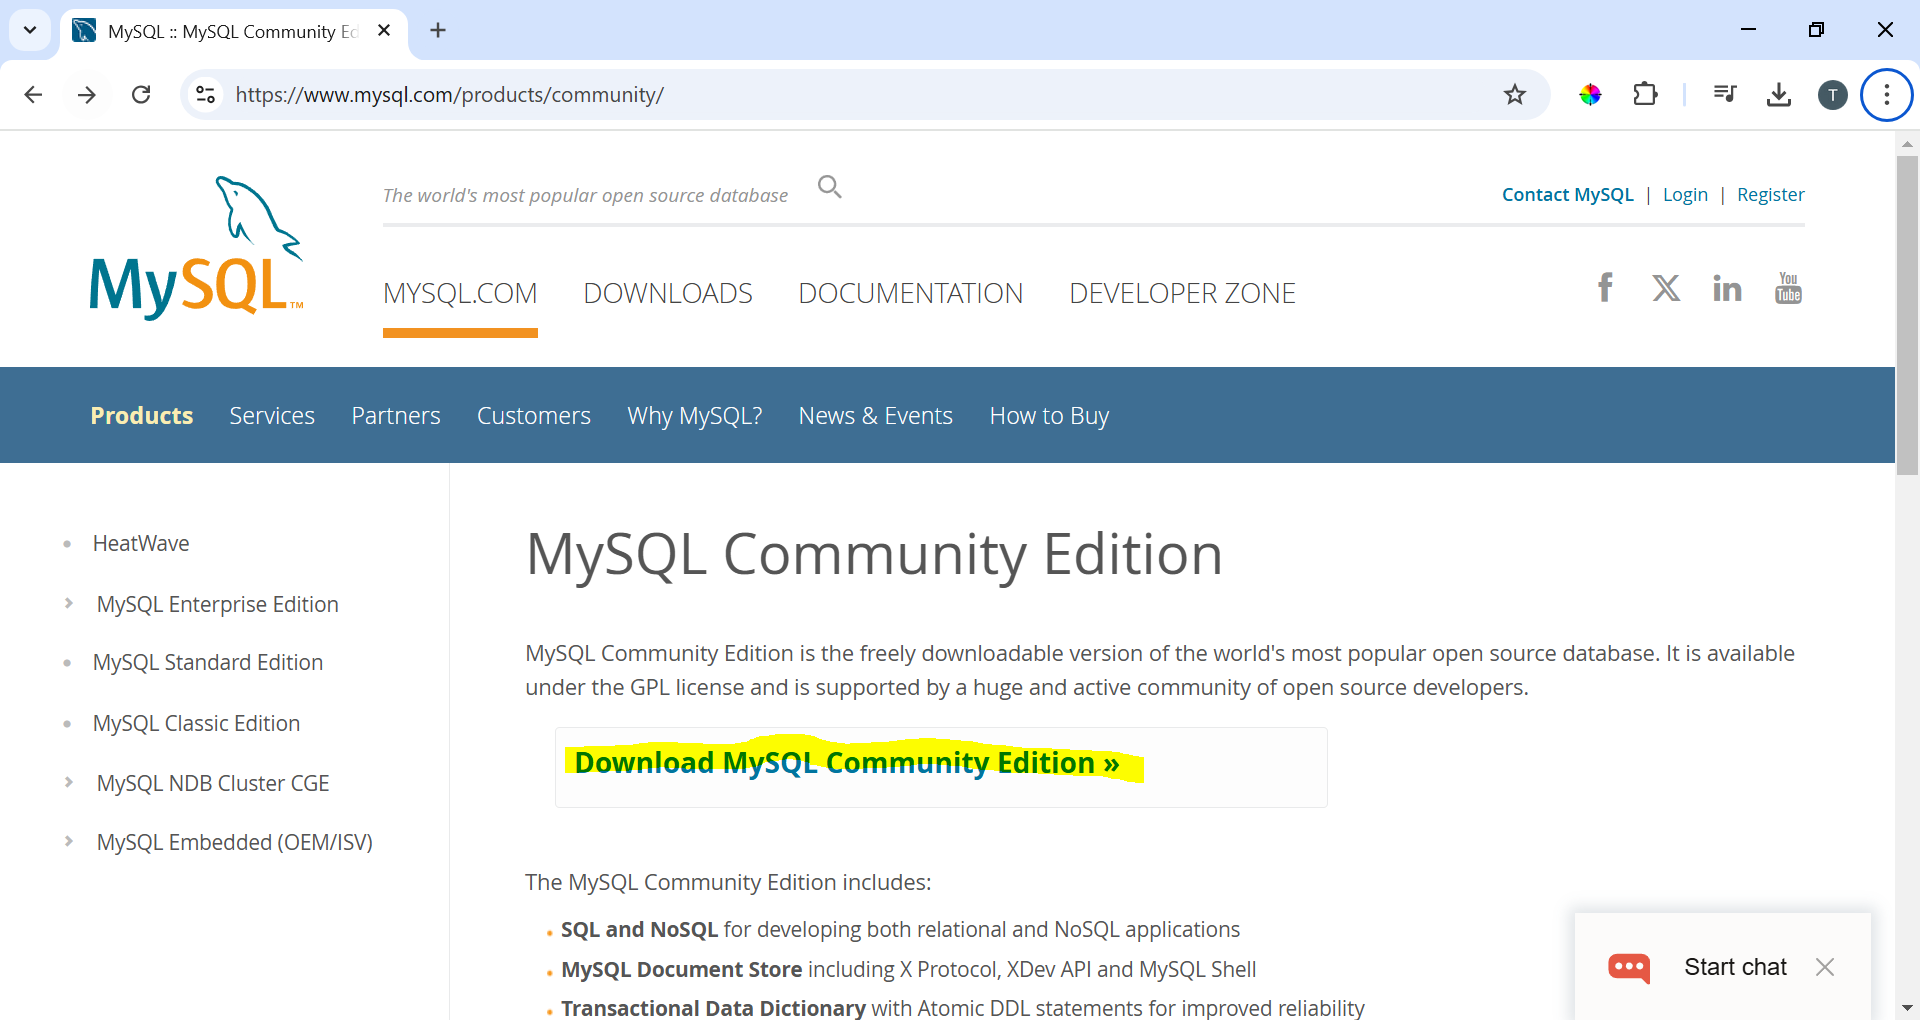 MySQL :: MySQL Community Ed
https://www.mysql.com/products/community/
T
The world's most popular open source database
Contact MySQL | Login | Register
MySQL™
MYSQL.COM DOWNLOADS DOCUMENTATION DEVELOPER ZONE
f X in You Tube
Products Services Partners Customers Why MySQL? News & Events How to Buy
HeatWave
MySQL Enterprise Edition
MySQL Standard Edition
MySQL Classic Edition
MySQL NDB Cluster CGE
MySQL Embedded (OEM/ISV)
MySQL Community Edition
MySQL Community Edition is the freely downloadable version of the world's most popular open source database. It is available
under the GPL license and is supported by a huge and active community of open source developers.
Download MySQL Community Edition »
The MySQL Community Edition includes:
SQL and NoSQL for developing both relational and NoSQL applications
MySQL Document Store including X Protocol, XDev API and MySQL Shell
Transactional Data Dictionary with Atomic DDL statements for improved reliability
Start chat